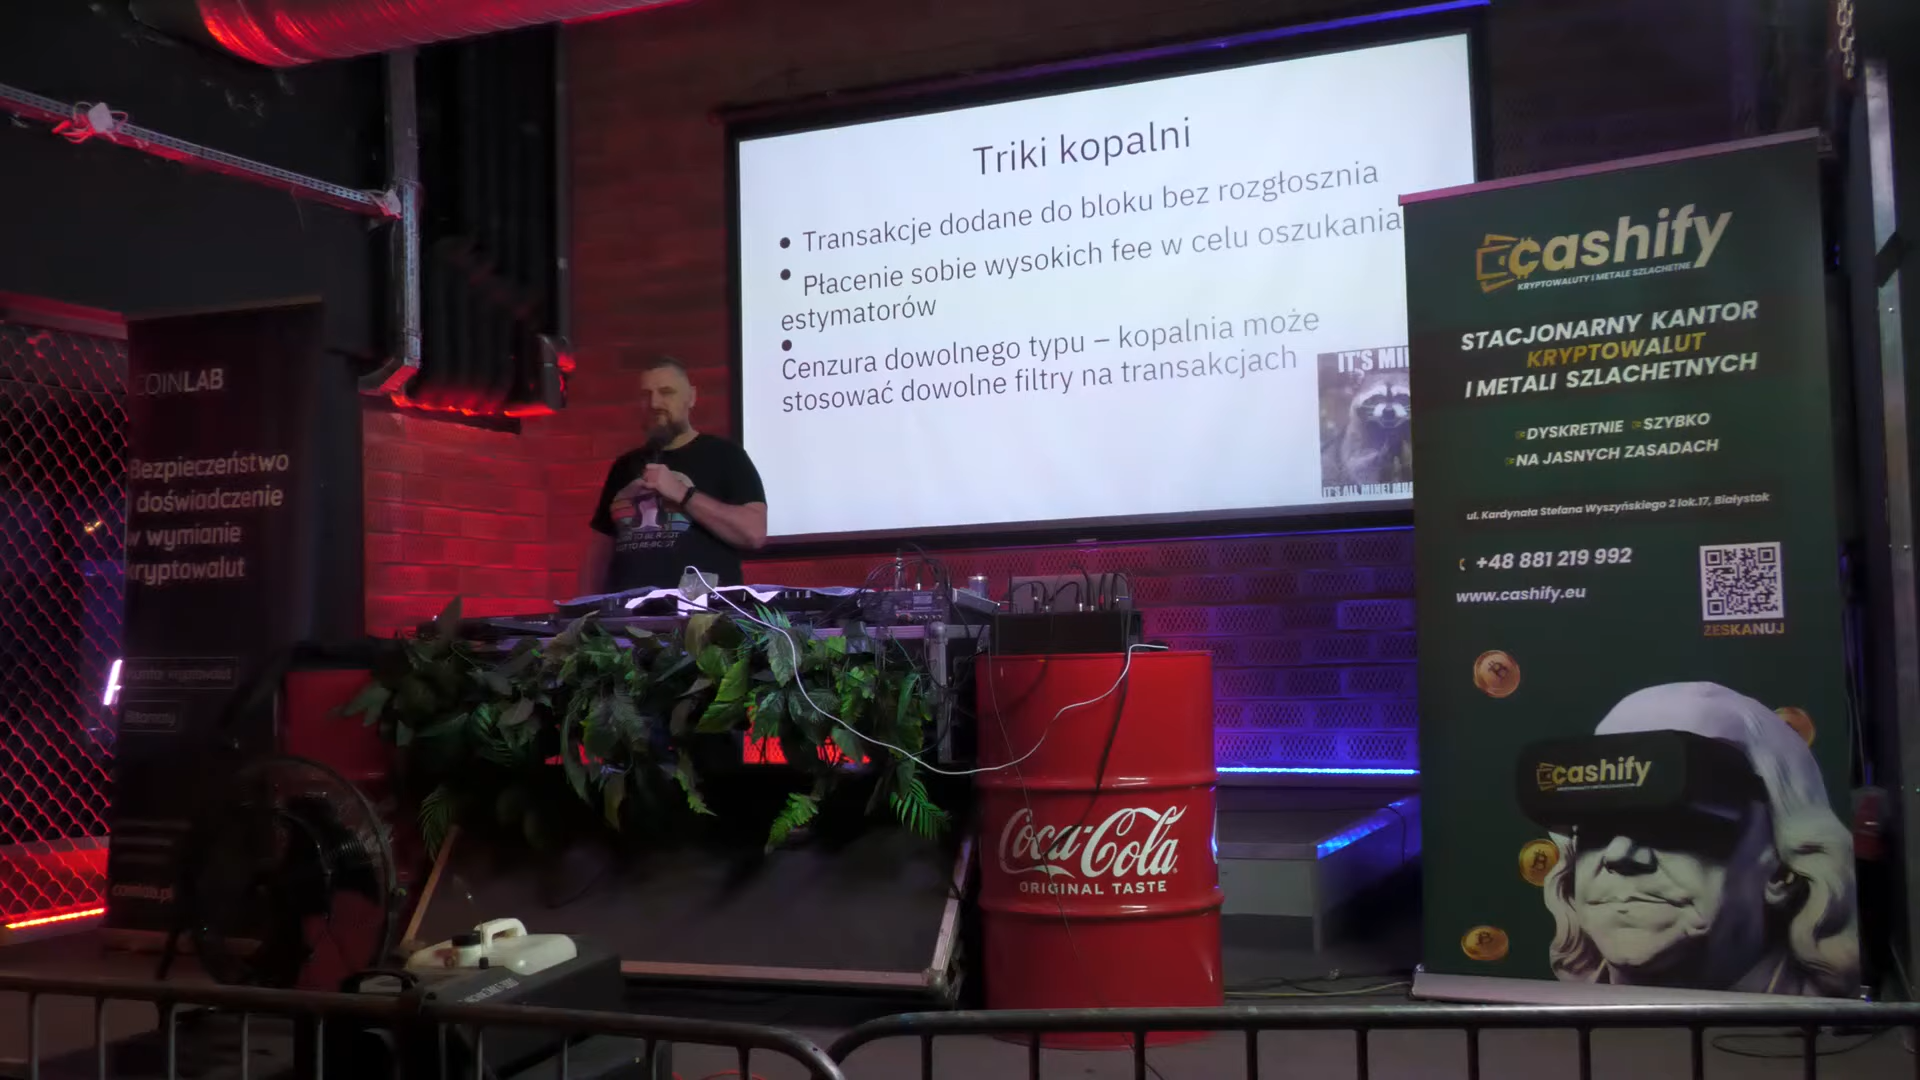 Triki kopalni
Transakcje dodane do bloku bez rozgłosznia
Płacenie sobie wysokich fee w celu oszukania
estymatorów
Cenzura dowolnego typu – kopalnia może
stosować dowolne filtry na transakcjach
IT'S MI
IT'S ALL MINE!
COINLAB
Bezpieczeństwo
doświadczenie
w wymianie
kryptowalut
cashify
KRYPTOWALUTY I METALE SZLACHETNE
STACJONARNY KANTOR
KRYPTOWALUT
I METALI SZLACHETNYCH
DYSKRETNIE SZYBKO
NA JASNYCH ZASADACH
ul. Kardynała Stefana Wyszyńskiego 2 lok.17, Białystok
+48 881 219 992
www.cashify.eu
ZESKANUJ
cashify
Coca-Cola
ORIGINAL TASTE